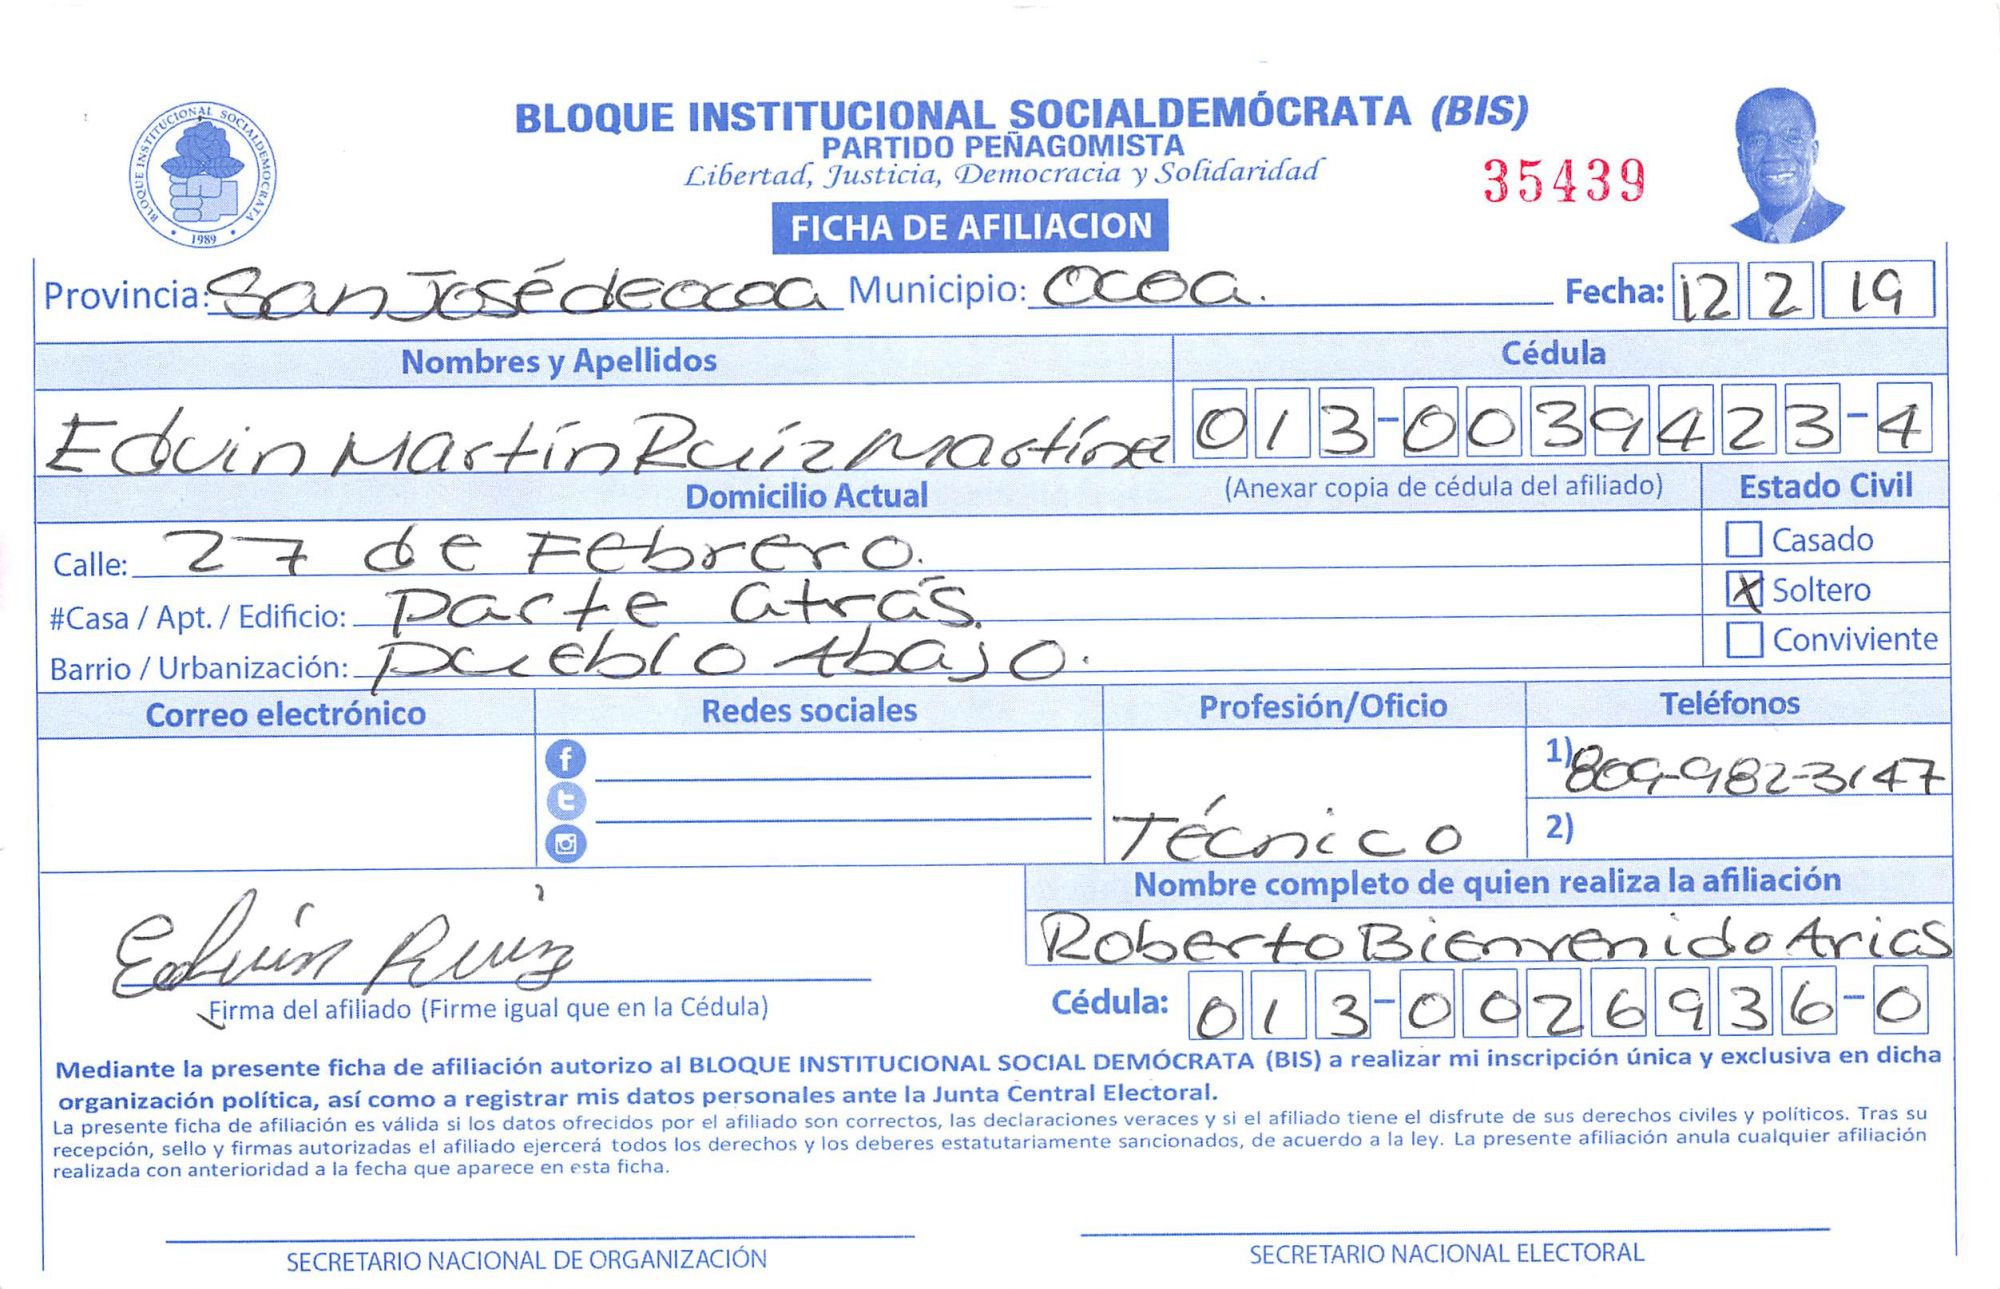 BLOQUE INSTITUCIONAL SOCIALDEMOCRATA
1989
BLOQUE INSTITUCIONAL SOCIALDEMÓCRATA (BIS)
PARTIDO PEÑAGOMISTA
Libertad, Justicia, Democracia y Solidaridad
35439
FICHA DE AFILIACION
Provincia: San José de ocoa Municipio: Ocoa. Fecha: 12 2 19
Nombres y Apellidos Cédula
Edwin Martín Ruíz 013-0039423-4
Domicilio Actual (Anexar copia de cédula del afiliado) Estado Civil
Calle: 27 de Febrero. Casado
#Casa / Apt. / Edificio: Parte atrás. X Soltero
Barrio / Urbanización: Pueblo Abajo. Conviviente
Correo electrónico Redes sociales Profesión/Oficio Teléfonos
1) 809-982-3147
Técnico 2)
Nombre completo de quien realiza la afiliación
Edwin Ruiz Roberto Bienvenido Arias
Firma del afiliado (Firme igual que en la Cédula) Cédula: 013-0026936-0
Mediante la presente ficha de afiliación autorizo al BLOQUE INSTITUCIONAL SOCIAL DEMÓCRATA (BIS) a realizar mi inscripción única y exclusiva en dicha
organización política, así como a registrar mis datos personales ante la Junta Central Electoral.
La presente ficha de afiliación es válida si los datos ofrecidos por el afiliado son correctos, las declaraciones veraces y si el afiliado tiene el disfrute de sus derechos civiles y políticos. Tras su
recepción, sello y firmas autorizadas el afiliado ejercerá todos los derechos y los deberes estatutariamente sancionados, de acuerdo a la ley. La presente afiliación anula cualquier afiliación
realizada con anterioridad a la fecha que aparece en esta ficha.
SECRETARIO NACIONAL DE ORGANIZACIÓN SECRETARIO NACIONAL ELECTORAL